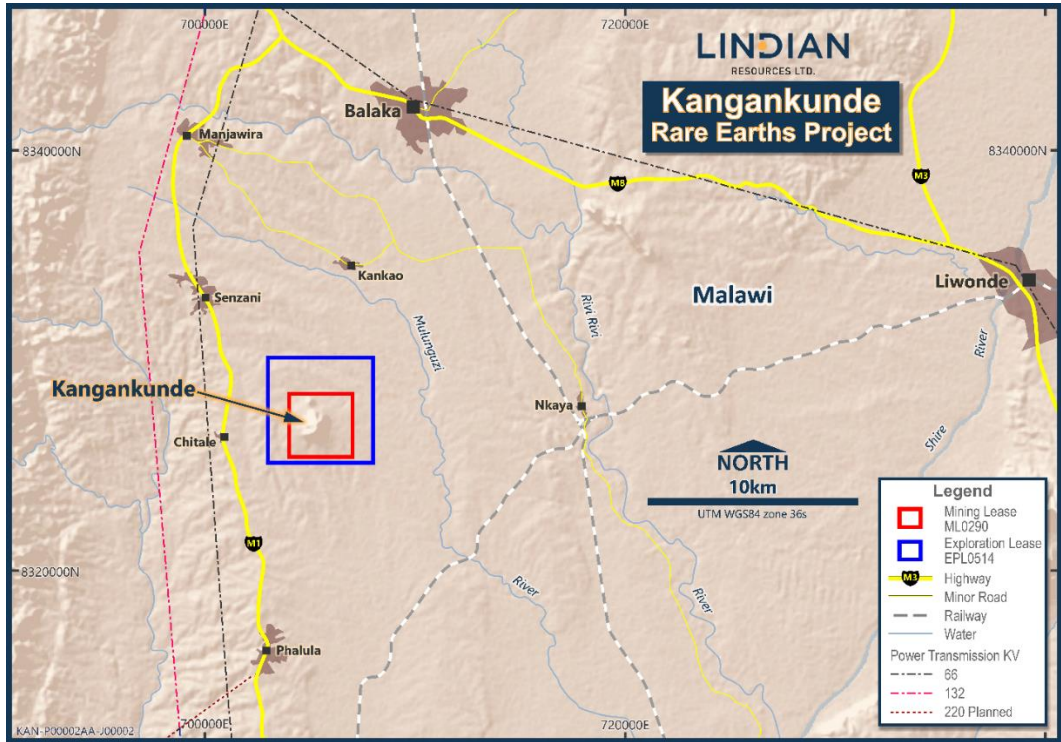 700000E
720000E
LINDIAN
RESOURCES LTD.
Kangankunde
Rare Earths Project
Balaka
Manjawira
8340000N
8340000N
M8
M3
Kankao
Senzani
Malawi
Liwonde
Rivi Rivi
Mulunguzi
River
Kangankunde
Nkaya
Chitale
Shire
NORTH
10km
UTM WGS84 zone 36s
M1
8320000N
River
River
Phalula
Legend
Mining Lease
ML0290
Exploration Lease
EPL0514
M3 Highway
Minor Road
Railway
Water
Power Transmission KV
66
132
220 Planned
KAN-P00002AA-J00002
700000E
720000E